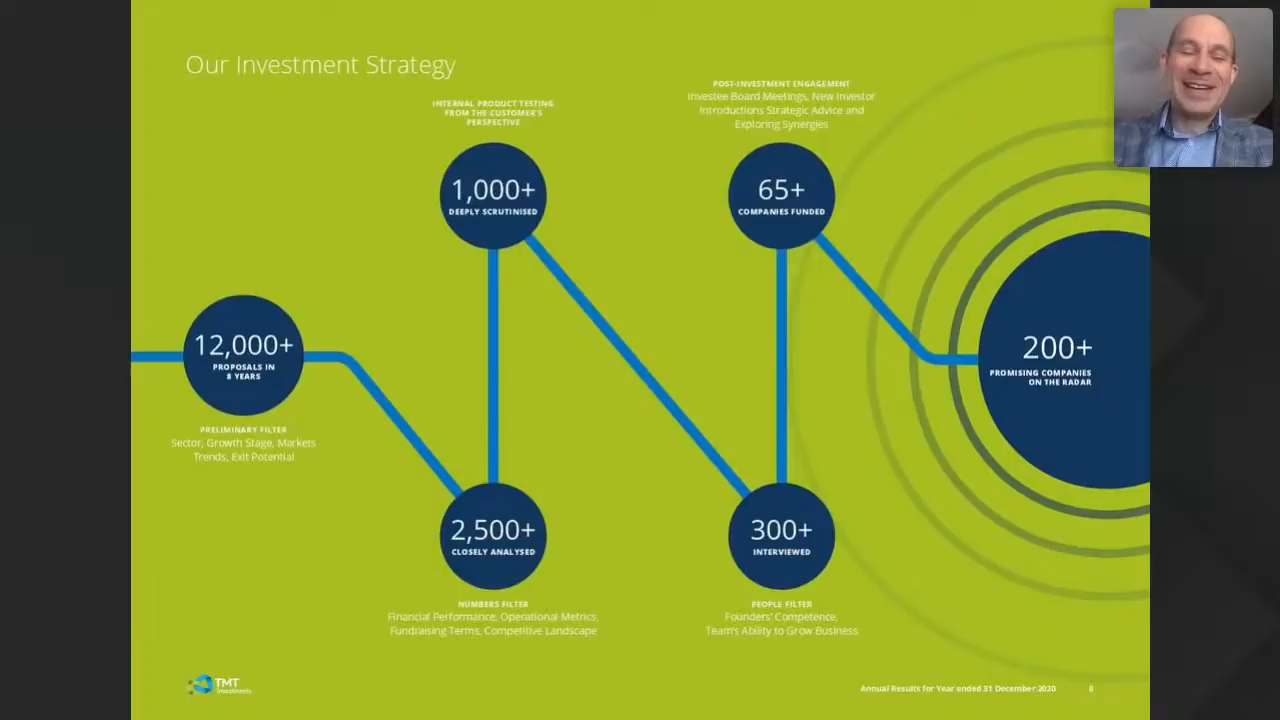 Our Investment Strategy
INTERNAL PRODUCT TESTING
FROM THE CUSTOMER'S
PERSPECTIVE
1,000+
DEEPLY SCRUTINISED
POST-INVESTMENT ENGAGEMENT
Investee Board Meetings, New Investor
Introductions Strategic Advice and
Exploring Synergies
65+
COMPANIES FUNDED
12,000+
PROPOSALS IN
8 YEARS
PRELIMINARY FILTER
Sector, Growth Stage, Markets
Trends, Exit Potential
200+
PROMISING COMPANIES
ON THE RADAR
2,500+
CLOSELY ANALYSED
NUMBERS FILTER
Financial Performance, Operational Metrics,
Fundraising Terms, Competitive Landscape
300+
INTERVIEWED
PEOPLE FILTER
Founders' Competence,
Team's Ability to Grow Business
TMT
Investments
Annual Results for Year ended 31 December 2020
8